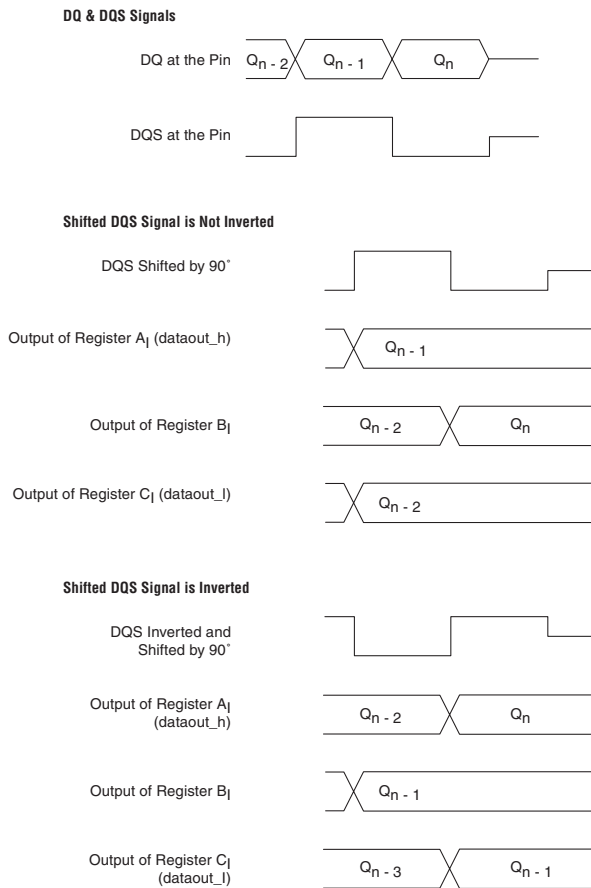 DQ & DQS Signals
DQ at the Pin
Qn - 2
Qn - 1
Qn
DQS at the Pin
Shifted DQS Signal is Not Inverted
DQS Shifted by 90˚
Output of Register AI (dataout_h)
Qn - 1
Output of Register BI
Qn - 2
Qn
Output of Register CI (dataout_l)
Qn - 2
Shifted DQS Signal is Inverted
DQS Inverted and
Shifted by 90˚
Output of Register AI
(dataout_h)
Qn - 2
Qn
Output of Register BI
Qn - 1
Output of Register CI
(dataout_l)
Qn - 3
Qn - 1